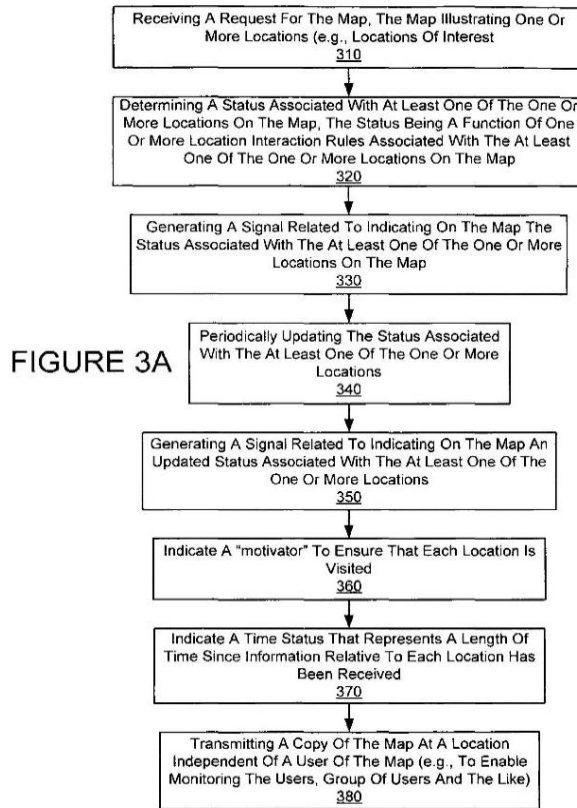 Receiving A Request For The Map, The Map Illustrating One Or
More Locations (e.g., Locations Of Interest
310
Determining A Status Associated With At Least One Of The One Or
More Locations On The Map, The Status Being A Function Of One
Or More Location Interaction Rules Associated With The At Least
One Of The One Or More Locations On The Map
320
Generating A Signal Related To Indicating On The Map The
Status Associated With The At Least One Of The One Or More
Locations On The Map
330
FIGURE 3A
Periodically Updating The Status Associated
With The At Least One Of The One Or More
Locations
340
Generating A Signal Related To Indicating On The Map An
Updated Status Associated With The At Least One Of The
One Or More Locations
350
Indicate A "motivator" To Ensure That Each Location Is
Visited
360
Indicate A Time Status That Represents A Length Of
Time Since Information Relative To Each Location Has
Been Received
370
Transmitting A Copy Of The Map At A Location
Independent Of A User Of The Map (e.g., To Enable
Monitoring The Users, Group Of Users And The Like)
380